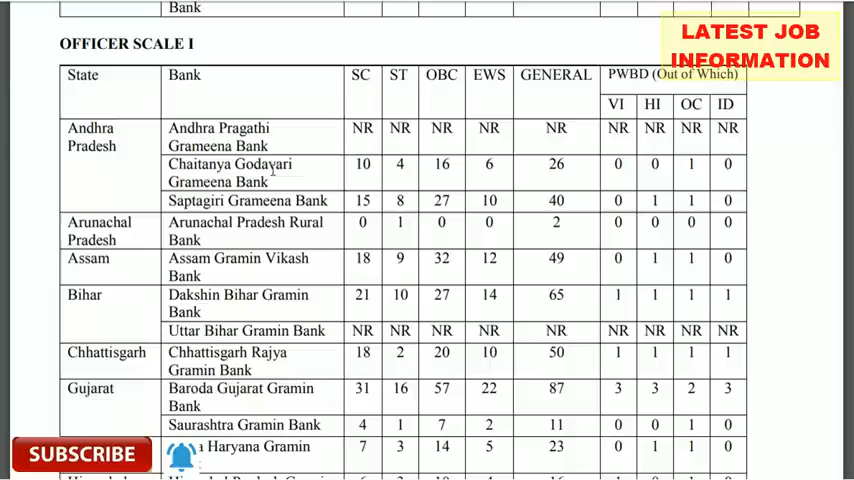 Bank
LATEST JOB
INFORMATION
OFFICER SCALE I
State Bank SC ST OBC EWS GENERAL PWBD (Out of Which)
VI HI OC ID
Andhra Pradesh Andhra Pragathi Grameena Bank NR NR NR NR NR NR NR NR NR
Chaitanya Godavari Grameena Bank 10 4 16 6 26 0 0 1 0
Saptagiri Grameena Bank 15 8 27 10 40 0 1 1 0
Arunachal Pradesh Arunachal Pradesh Rural Bank 0 1 0 0 2 0 0 0 0
Assam Assam Gramin Vikash Bank 18 9 32 12 49 0 1 1 0
Bihar Dakshin Bihar Gramin Bank 21 10 27 14 65 1 1 1 1
Uttar Bihar Gramin Bank NR NR NR NR NR NR NR NR NR
Chhattisgarh Chhattisgarh Rajya Gramin Bank 18 2 20 10 50 1 1 1 1
Gujarat Baroda Gujarat Gramin Bank 31 16 57 22 87 3 3 2 3
Saurashtra Gramin Bank 4 1 7 2 11 0 0 1 0
Haryana Gramin 7 3 14 5 23 0 1 1 0
SUBSCRIBE